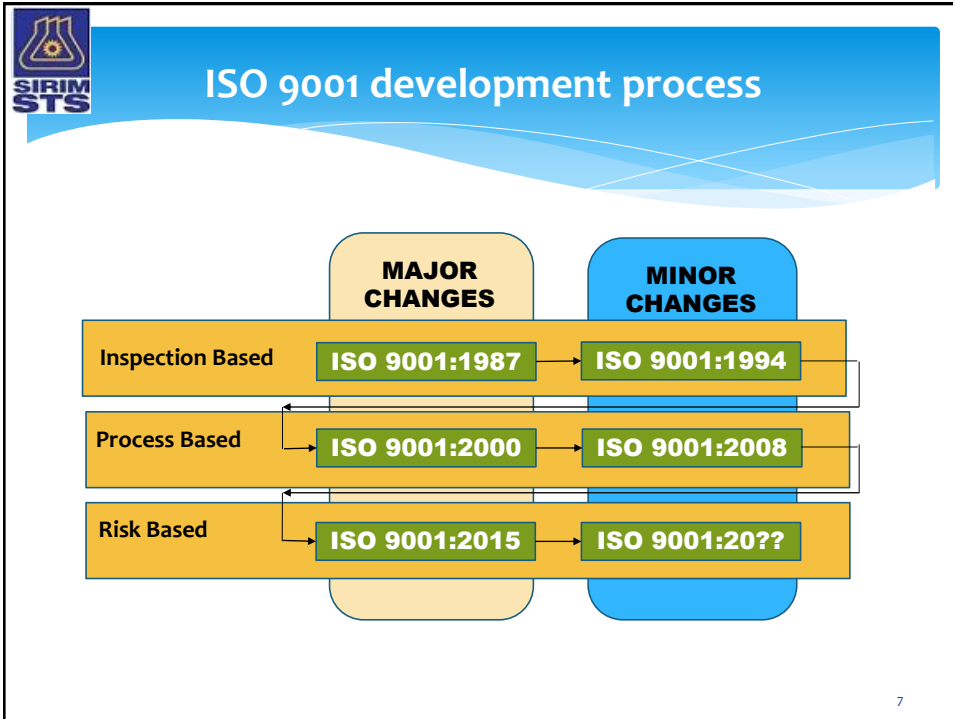 SIRIM
STS
ISO 9001 development process
MAJOR
CHANGES
MINOR
CHANGES
Inspection Based
ISO 9001:1987
ISO 9001:1994
Process Based
ISO 9001:2000
ISO 9001:2008
Risk Based
ISO 9001:2015
ISO 9001:20??
7